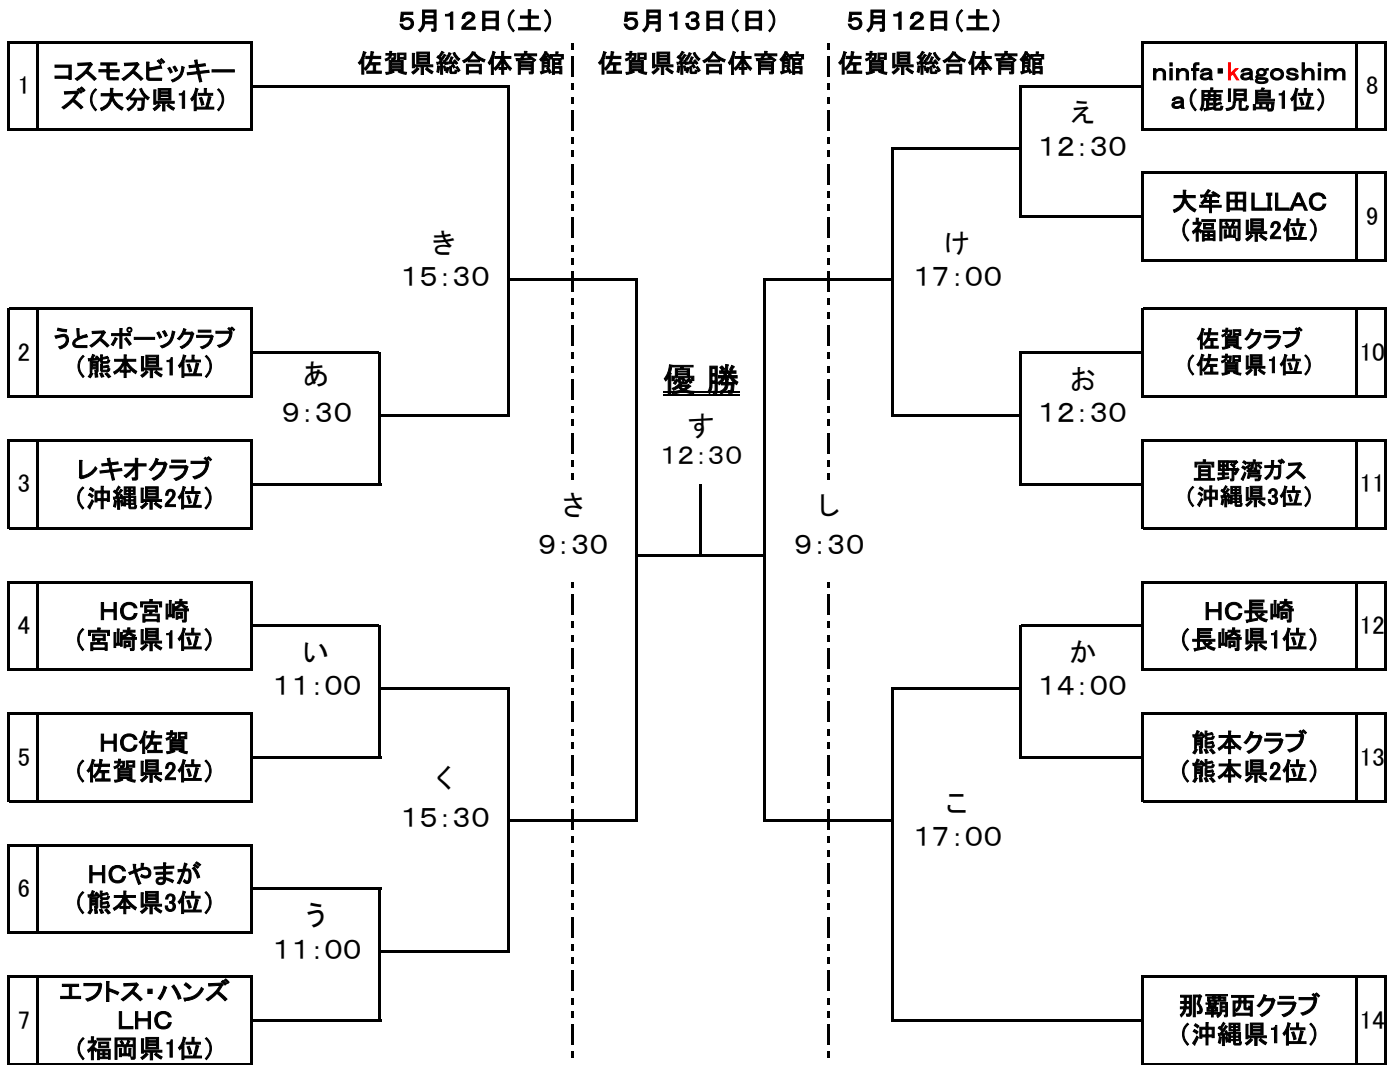 ５月１２日（土）
５月１３日（日）
５月１２日（土）
佐賀県総合体育館
佐賀県総合体育館
佐賀県総合体育館
1
コスモスビッキー
ズ（大分県1位）
き
15:30
2
うとスポーツクラブ
（熊本県1位）
あ
9:30
3
レキオクラブ
（沖縄県2位）
さ
9:30
4
HC宮崎
（宮崎県1位）
い
11:00
5
HC佐賀
（佐賀県2位）
く
15:30
6
HCやまが
（熊本県3位）
う
11:00
7
エフトス・ハンズ
LHC
（福岡県1位）
優 勝
す
12:30
ninfa・kagoshim
a（鹿児島1位）
8
え
12:30
大牟田LILAC
（福岡県2位）
9
け
17:00
佐賀クラブ
（佐賀県1位）
10
お
12:30
宜野湾ガス
（沖縄県3位）
11
し
9:30
HC長崎
（長崎県1位）
12
か
14:00
熊本クラブ
（熊本県2位）
13
こ
17:00
那覇西クラブ
（沖縄県1位）
14